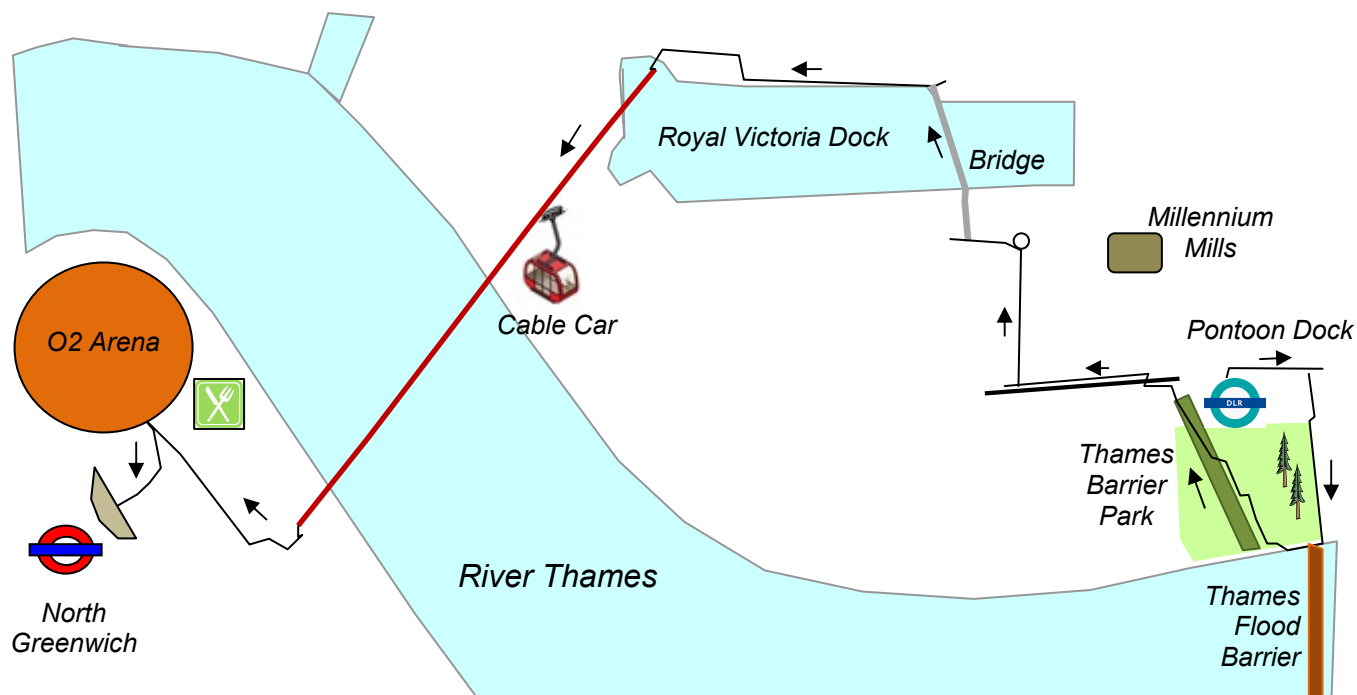 Royal Victoria Dock
Bridge
Millennium
Mills
Cable Car
O2 Arena
Pontoon Dock
DLR
Thames
Barrier
Park
River Thames
North
Greenwich
Thames
Flood
Barrier